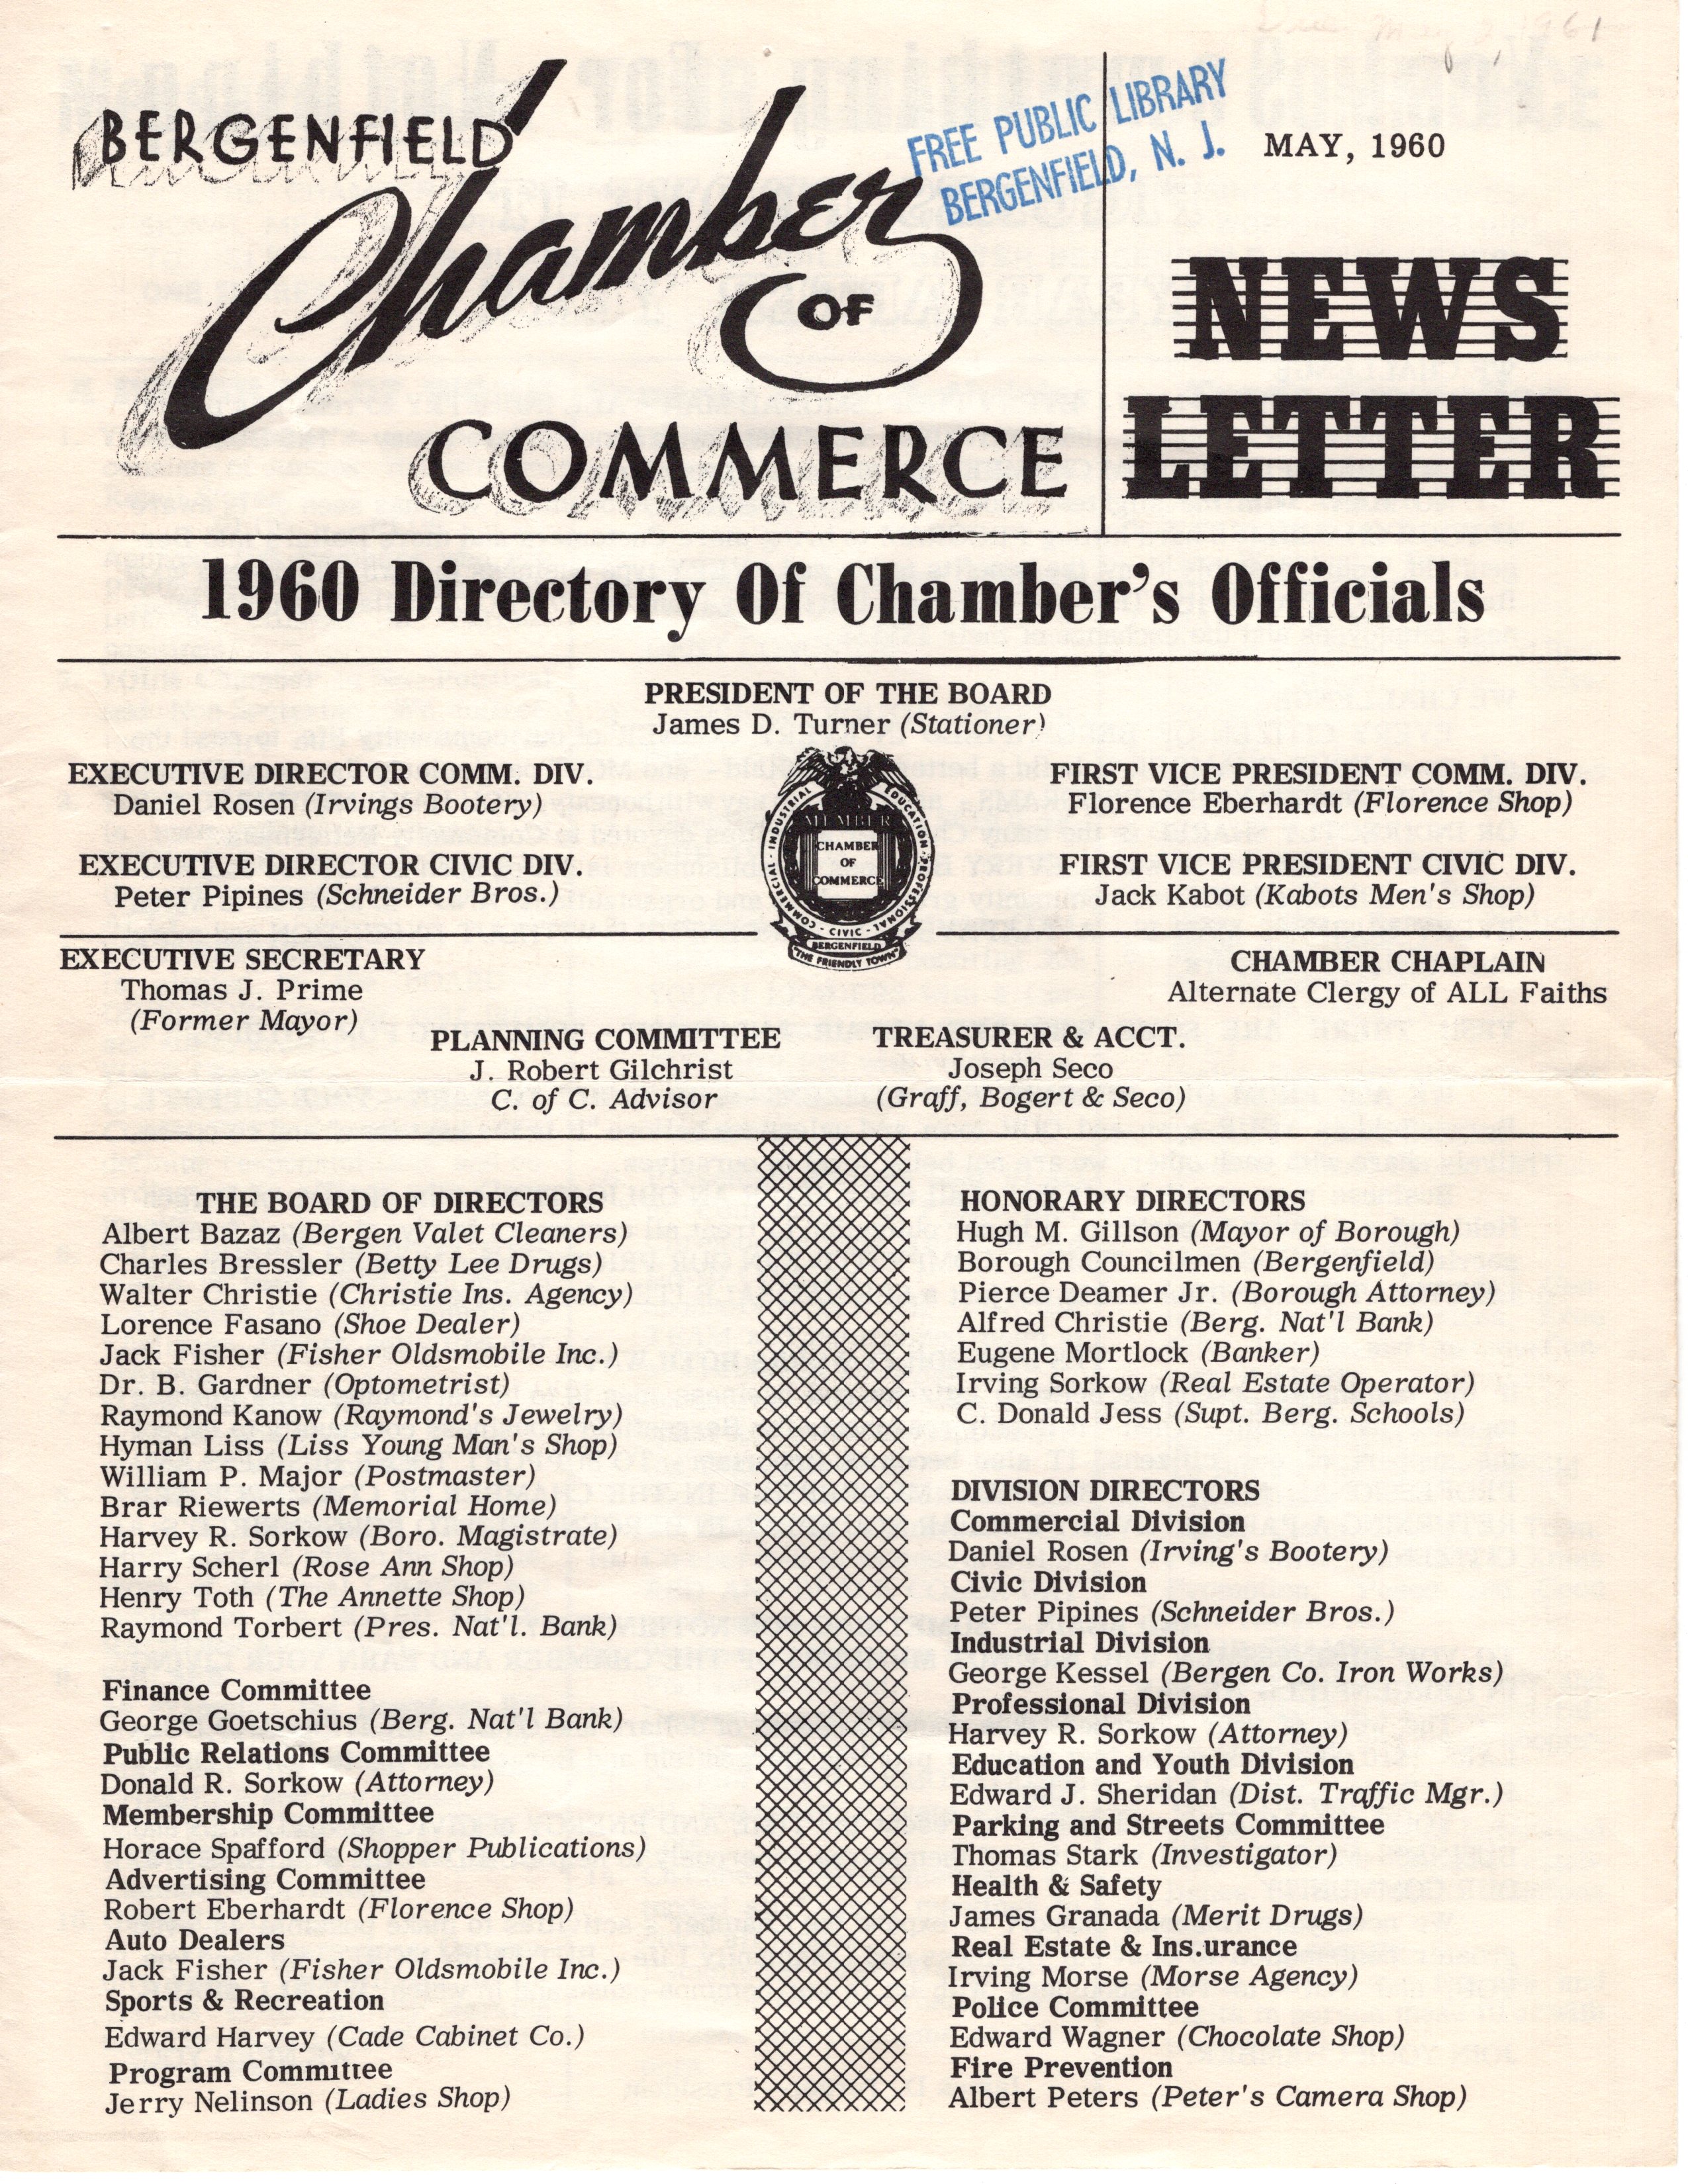 BERGENFIELD
Chamber
OF
COMMERCE
FREE PUBLIC LIBRARY
BERGENFIELD, N. J.
MAY, 1960
NEWS
LETTER
1960 Directory Of Chamber's Officials
PRESIDENT OF THE BOARD
James D. Turner (Stationer)
EXECUTIVE DIRECTOR COMM. DIV.
Daniel Rosen (Irvings Bootery)
EXECUTIVE DIRECTOR CIVIC DIV.
Peter Pipines (Schneider Bros.)
COMMERCIAL - INDUSTRIAL EDUCATION - PROFESSIONAL - CIVIC -
MEMBER
CHAMBER
OF
COMMERCE
BERGENFIELD
"THE FRIENDLY TOWN"
FIRST VICE PRESIDENT COMM. DIV.
Florence Eberhardt (Florence Shop)
FIRST VICE PRESIDENT CIVIC DIV.
Jack Kabot (Kabots Men's Shop)
EXECUTIVE SECRETARY
Thomas J. Prime
(Former Mayor)
CHAMBER CHAPLAIN
Alternate Clergy of ALL Faiths
PLANNING COMMITTEE
J. Robert Gilchrist
C. of C. Advisor
TREASURER & ACCT.
Joseph Seco
(Graff, Bogert & Seco)
THE BOARD OF DIRECTORS
Albert Bazaz (Bergen Valet Cleaners)
Charles Bressler (Betty Lee Drugs)
Walter Christie (Christie Ins. Agency)
Lorence Fasano (Shoe Dealer)
Jack Fisher (Fisher Oldsmobile Inc.)
Dr. B. Gardner (Optometrist)
Raymond Kanow (Raymond's Jewelry)
Hyman Liss (Liss Young Man's Shop)
William P. Major (Postmaster)
Brar Riewerts (Memorial Home)
Harvey R. Sorkow (Boro. Magistrate)
Harry Scherl (Rose Ann Shop)
Henry Toth (The Annette Shop)
Raymond Torbert (Pres. Nat'l. Bank)
Finance Committee
George Goetschius (Berg. Nat'l Bank)
Public Relations Committee
Donald R. Sorkow (Attorney)
Membership Committee
Horace Spafford (Shopper Publications)
Advertising Committee
Robert Eberhardt (Florence Shop)
Auto Dealers
Jack Fisher (Fisher Oldsmobile Inc.)
Sports & Recreation
Edward Harvey (Cade Cabinet Co.)
Program Committee
Jerry Nelinson (Ladies Shop)
HONORARY DIRECTORS
Hugh M. Gillson (Mayor of Borough)
Borough Councilmen (Bergenfield)
Pierce Deamer Jr. (Borough Attorney)
Alfred Christie (Berg. Nat'l Bank)
Eugene Mortlock (Banker)
Irving Sorkow (Real Estate Operator)
C. Donald Jess (Supt. Berg. Schools)
DIVISION DIRECTORS
Commercial Division
Daniel Rosen (Irving's Bootery)
Civic Division
Peter Pipines (Schneider Bros.)
Industrial Division
George Kessel (Bergen Co. Iron Works)
Professional Division
Harvey R. Sorkow (Attorney)
Education and Youth Division
Edward J. Sheridan (Dist. Traffic Mgr.)
Parking and Streets Committee
Thomas Stark (Investigator)
Health & Safety
James Granada (Merit Drugs)
Real Estate & Ins.urance
Irving Morse (Morse Agency)
Police Committee
Edward Wagner (Chocolate Shop)
Fire Prevention
Albert Peters (Peter's Camera Shop)